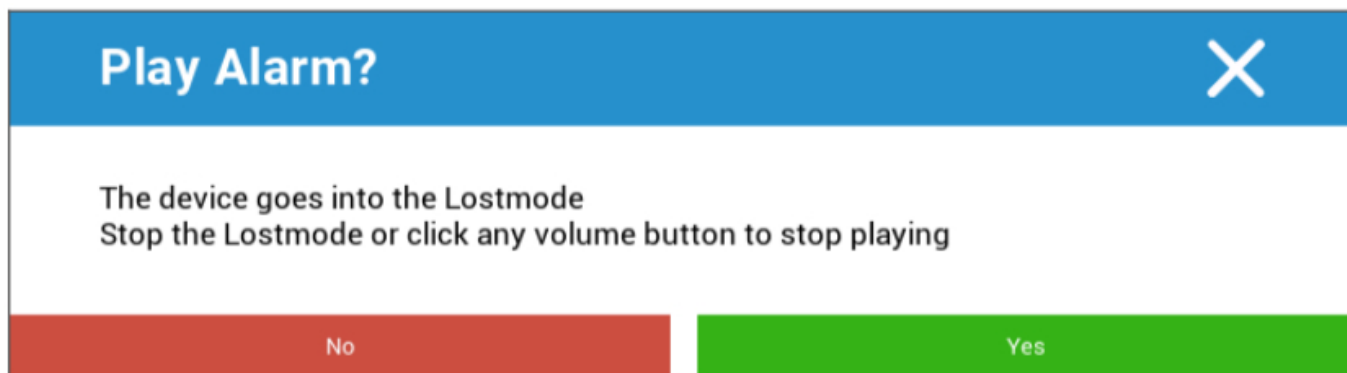 Play Alarm?
The device goes into the Lostmode
Stop the Lostmode or click any volume button to stop playing
No
Yes